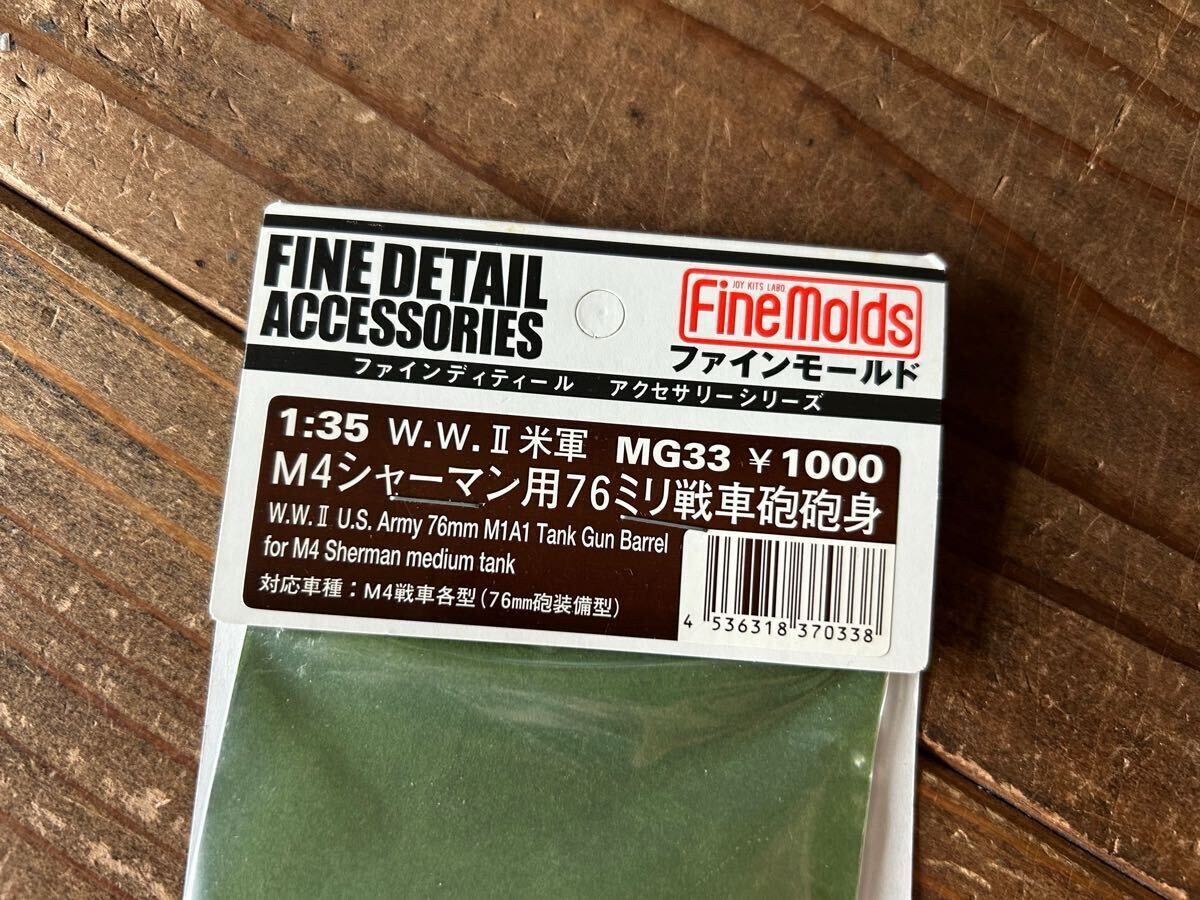 FINE DETAIL
ACCESSORIES
JOY KITS LABO
FineMolds
ファインモールド
ファインディティール アクセサリーシリーズ
1:35 W.W.Ⅱ米軍 MG33 ¥1000
M4シャーマン用76ミリ戦車砲砲身
W.W.Ⅱ U.S. Army 76mm M1A1 Tank Gun Barrel
for M4 Sherman medium tank
対応車種：M4戦車各型(76mm砲装備型)
4 536318 370338